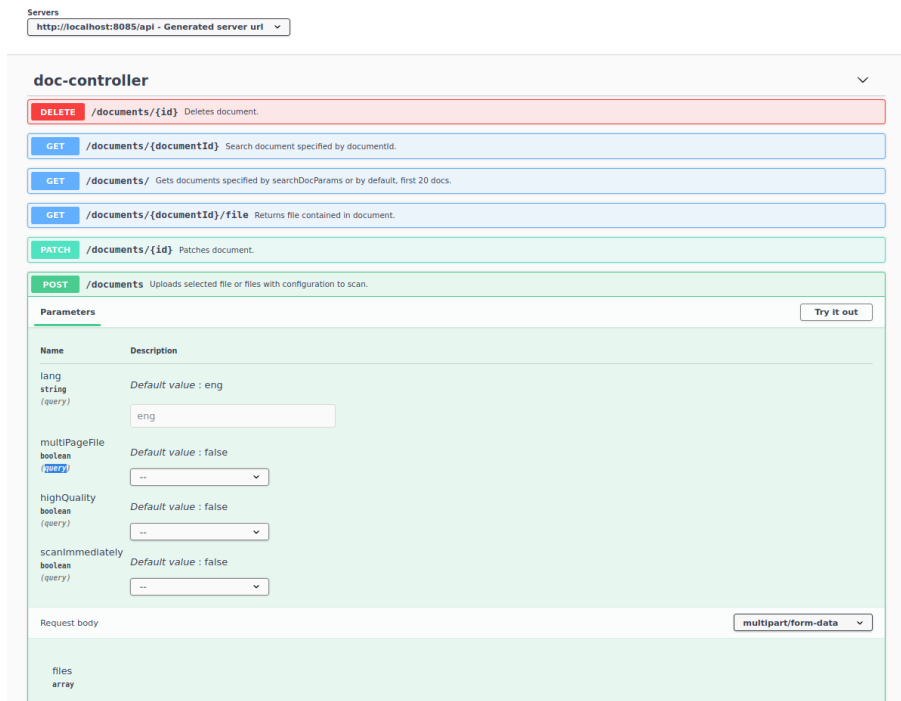 Servers
http://localhost:8085/api - Generated server url
doc-controller
DELETE /documents/{id} Deletes document.
GET /documents/{documentId} Search document specified by documentId.
GET /documents/ Gets documents specified by searchDocParams or by default, first 20 docs.
GET /documents/{documentId}/file Returns file contained in document.
PATCH /documents/{id} Patches document.
POST /documents Uploads selected file or files with configuration to scan.
Parameters Try it out
Name Description
lang
string
(query)
Default value : eng
eng
multiPageFile
boolean
(query)
Default value : false
--
highQuality
boolean
(query)
Default value : false
--
scanImmediately
boolean
(query)
Default value : false
--
Request body multipart/form-data
files
array